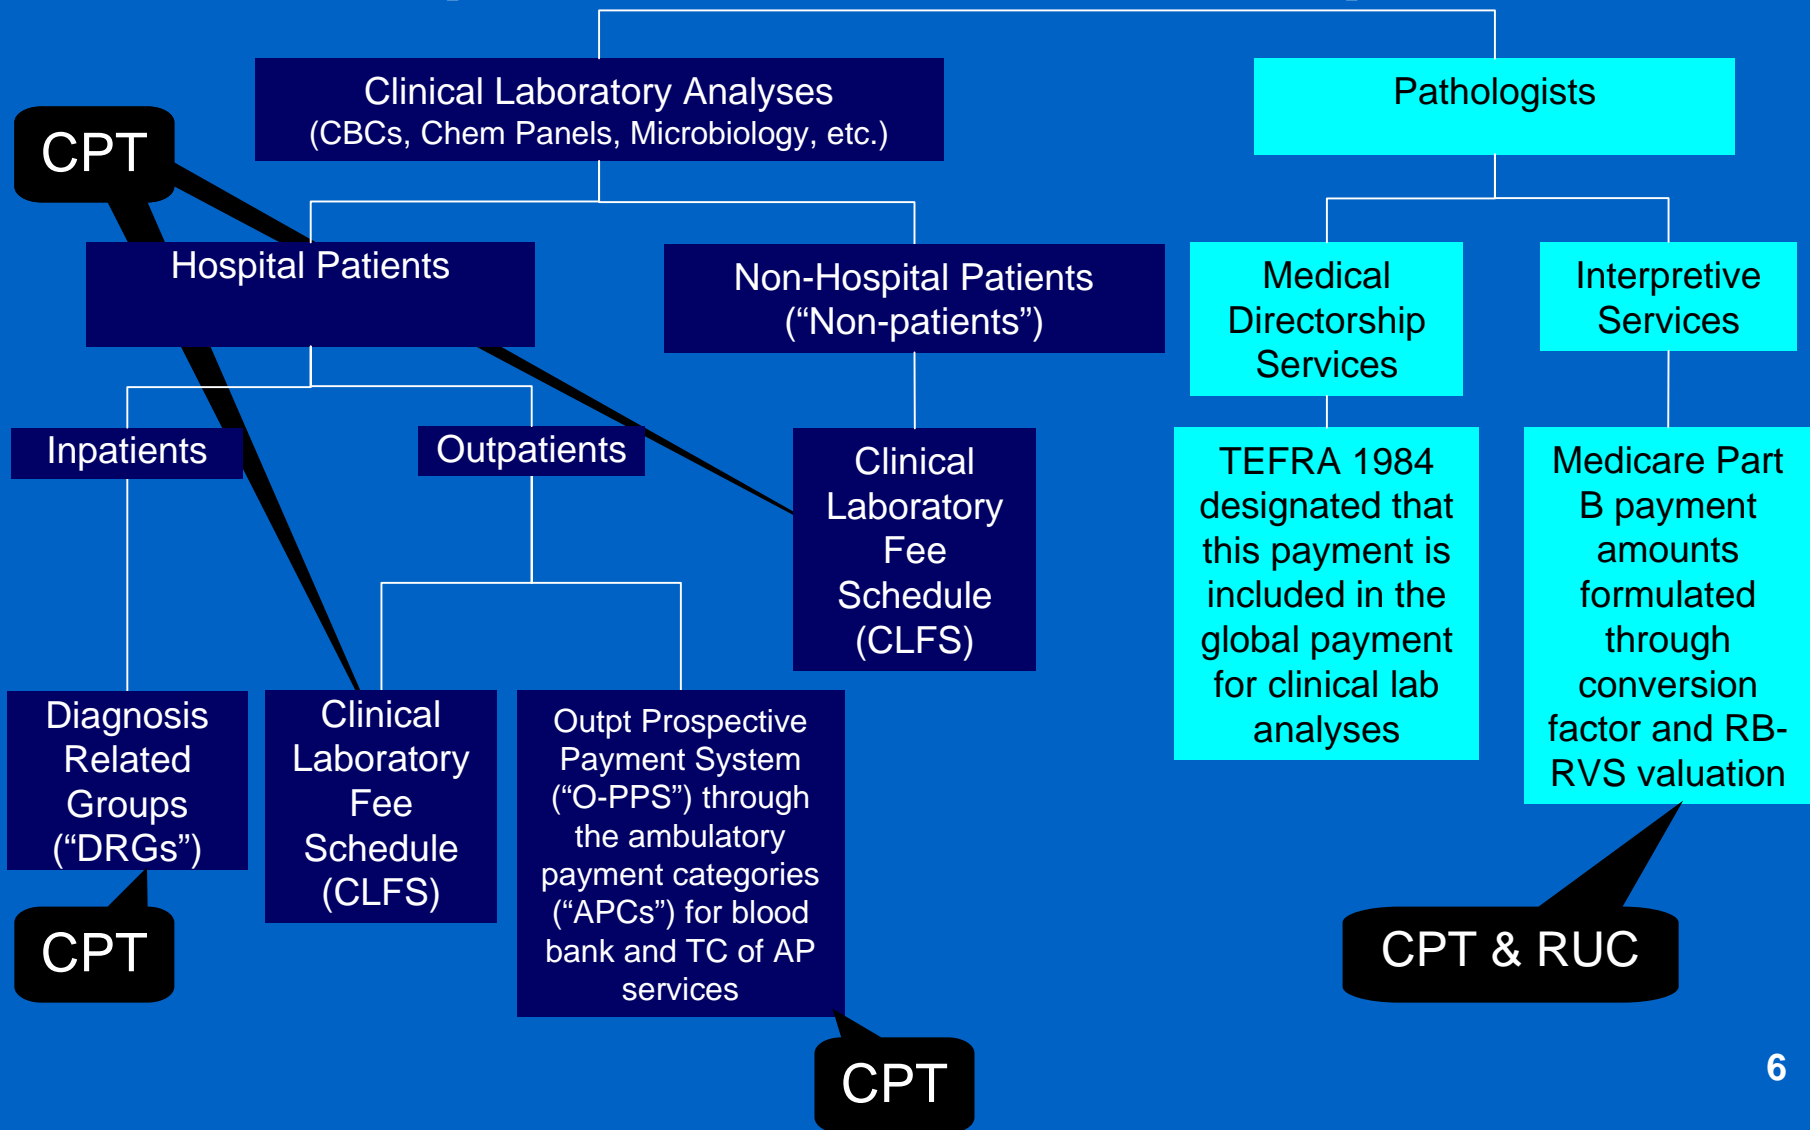 Clinical Laboratory Analyses
(CBCs, Chem Panels, Microbiology, etc.)
Pathologists
CPT
Hospital Patients
Non-Hospital Patients
(“Non-patients”)
Medical
Directorship
Services
Interpretive
Services
Inpatients
Outpatients
Clinical
Laboratory
Fee
Schedule
(CLFS)
TEFRA 1984
designated that
this payment is
included in the
global payment
for clinical lab
analyses
Medicare Part
B payment
amounts
formulated
through
conversion
factor and RB-
RVS valuation
Diagnosis
Related
Groups
(“DRGs”)
Clinical
Laboratory
Fee
Schedule
(CLFS)
Outpt Prospective
Payment System
(“O-PPS”) through
the ambulatory
payment categories
(“APCs”) for blood
bank and TC of AP
services
CPT
CPT & RUC
CPT
6